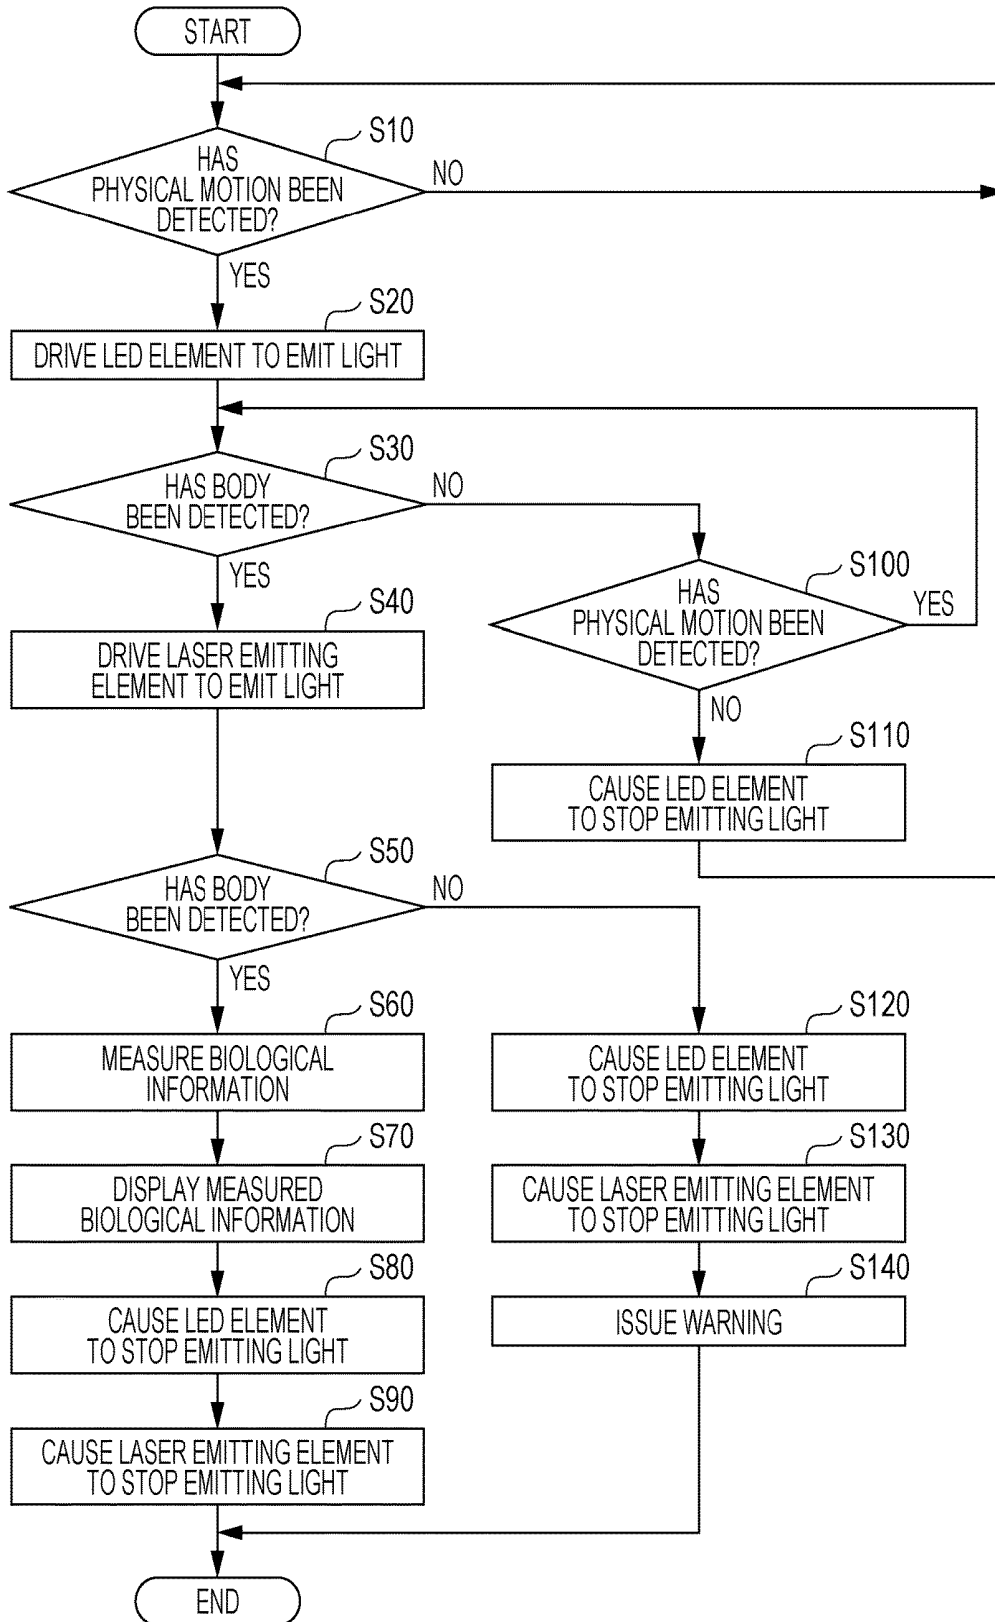 START
S10
HAS
PHYSICAL MOTION BEEN
DETECTED?
NO
YES
S20
DRIVE LED ELEMENT TO EMIT LIGHT
S30
HAS BODY
BEEN DETECTED?
NO
YES
S100
HAS
PHYSICAL MOTION BEEN
DETECTED?
YES
NO
S40
DRIVE LASER EMITTING
ELEMENT TO EMIT LIGHT
S110
CAUSE LED ELEMENT
TO STOP EMITTING LIGHT
S50
HAS BODY
BEEN DETECTED?
NO
YES
S60
MEASURE BIOLOGICAL
INFORMATION
S70
DISPLAY MEASURED
BIOLOGICAL INFORMATION
S80
CAUSE LED ELEMENT
TO STOP EMITTING LIGHT
S90
CAUSE LASER EMITTING ELEMENT
TO STOP EMITTING LIGHT
S120
CAUSE LED ELEMENT
TO STOP EMITTING LIGHT
S130
CAUSE LASER EMITTING ELEMENT
TO STOP EMITTING LIGHT
S140
ISSUE WARNING
END